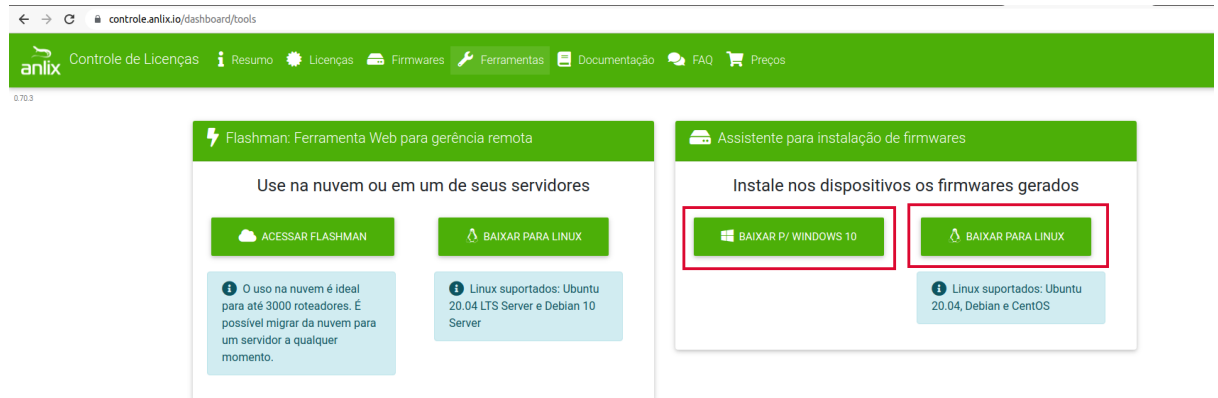 controle.anlix.io/dashboard/tools
anlix Controle de Licenças Resumo Licenças Firmwares Ferramentas Documentação FAQ Preços
0.70.3
Flashman: Ferramenta Web para gerência remota
Use na nuvem ou em um de seus servidores
ACESSAR FLASHMAN
BAIXAR PARA LINUX
O uso na nuvem é ideal
para até 3000 roteadores. É
possível migrar da nuvem para
um servidor a qualquer
momento.
Linux suportados: Ubuntu
20.04 LTS Server e Debian 10
Server
Assistente para instalação de firmwares
Instale nos dispositivos os firmwares gerados
BAIXAR P/ WINDOWS 10
BAIXAR PARA LINUX
Linux suportados: Ubuntu
20.04, Debian e CentOS